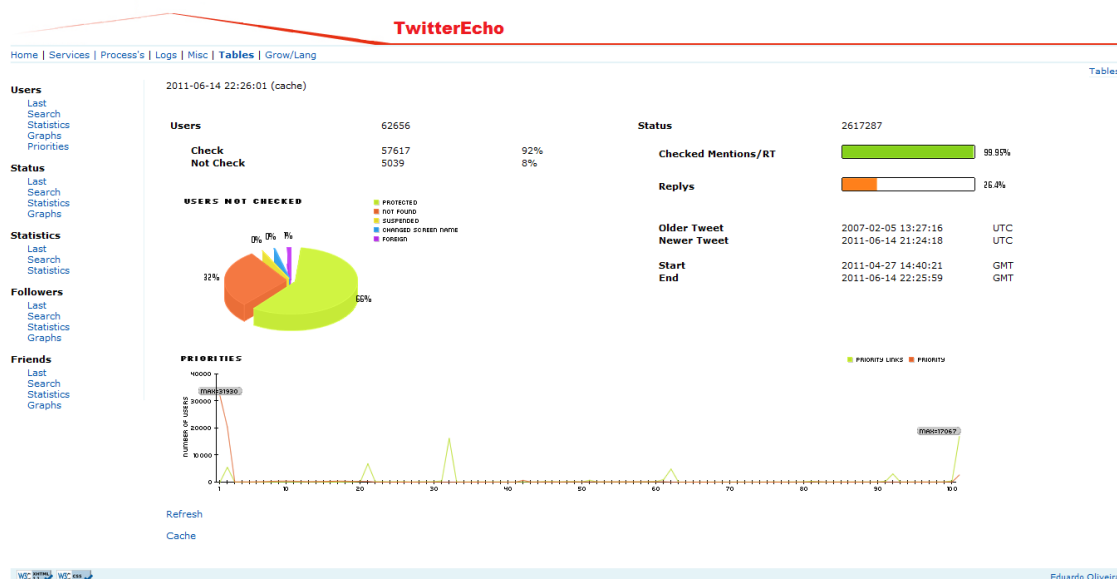 TwitterEcho
Home | Services | Process's | Logs | Misc | Tables | Grow/Lang
Tables
2011-06-14 22:26:01 (cache)
Users
Last
Search
Statistics
Graphs
Priorities
Status
Last
Search
Statistics
Graphs
Statistics
Last
Search
Statistics
Followers
Last
Search
Statistics
Graphs
Friends
Last
Search
Statistics
Graphs
Users 62656
Check 57617 92%
Not Check 5039 8%
USERS NOT CHECKED
PROTECTED
NOT FOUND
SUSPENDED
CHANGED SCREEN NAME
FOREIGN
0% 0% 1%
32%
66%
Status 2617287
Checked Mentions/RT 99.95%
Replys 26.4%
Older Tweet 2007-02-05 13:27:16 UTC
Newer Tweet 2011-06-14 21:24:18 UTC
Start 2011-04-27 14:40:21 GMT
End 2011-06-14 22:25:59 GMT
PRIORITIES
PRIORITY LINKS PRIORITY
NUMBER OF USERS
40000
MAX=31930
30000
20000
MAX=17067
10000
0
1 10 20 30 40 50 60 70 80 90 100
Refresh
Cache
W3C XHTML W3C CSS
Eduardo Oliveira